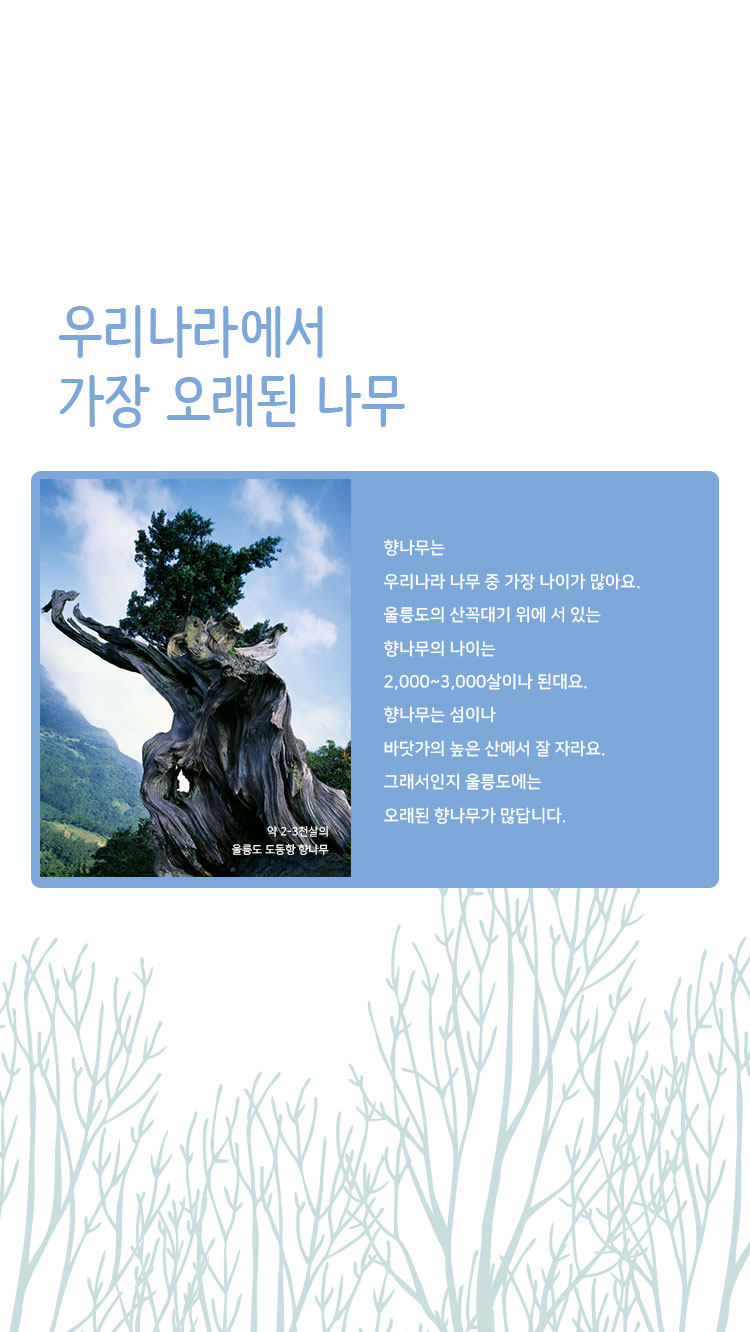 우리나라에서
가장 오래된 나무
향나무는
우리나라 나무 중 가장 나이가 많아요.
울릉도의 산꼭대기 위에 서 있는
향나무의 나이는
2,000~3,000살이나 된대요.
향나무는 섬이나
바닷가의 높은 산에서 잘 자라요.
그래서인지 울릉도에는
오래된 향나무가 많답니다.
약 2-3천살의
울릉도 도동항 향나무